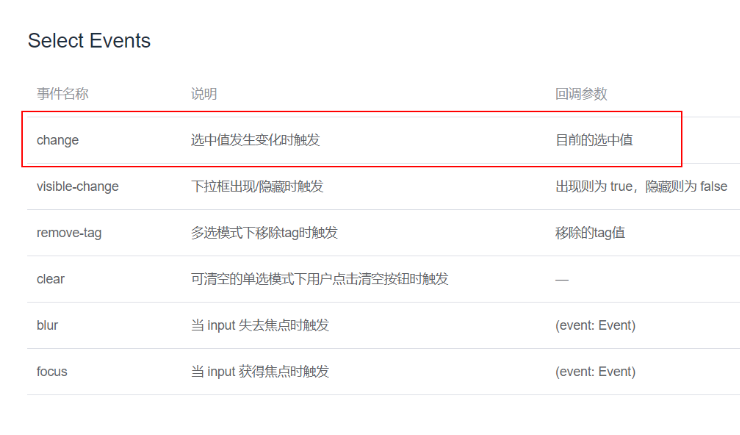 Select Events
事件名称 说明 回调参数
change 选中值发生变化时触发 目前的选中值
visible-change 下拉框出现/隐藏时触发 出现则为 true，隐藏则为 false
remove-tag 多选模式下移除tag时触发 移除的tag值
clear 可清空的单选模式下用户点击清空按钮时触发 —
blur 当 input 失去焦点时触发 (event: Event)
focus 当 input 获得焦点时触发 (event: Event)